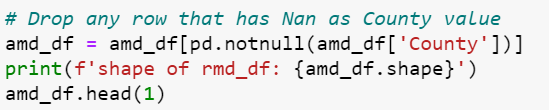 # Drop any row that has Nan as County value
amd_df = amd_df[pd.notnull(amd_df['County'])]
print(f'shape of rmd_df: {amd_df.shape}')
amd_df.head(1)